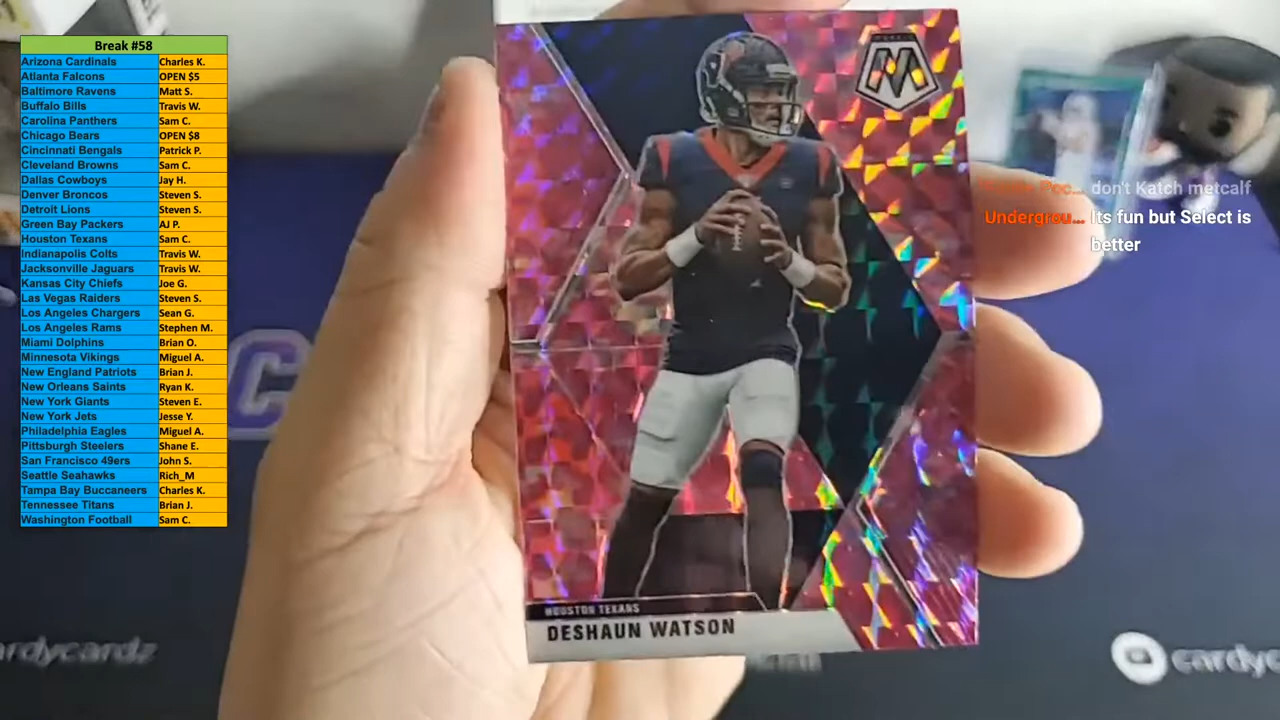 Break #58
Arizona Cardinals Charles K.
Atlanta Falcons OPEN $5
Baltimore Ravens Matt S.
Buffalo Bills Travis W.
Carolina Panthers Sam C.
Chicago Bears OPEN $8
Cincinnati Bengals Patrick P.
Cleveland Browns Sam C.
Dallas Cowboys Jay H.
Denver Broncos Steven S.
Detroit Lions Steven S.
Green Bay Packers AJ P.
Houston Texans Sam C.
Indianapolis Colts Travis W.
Jacksonville Jaguars Travis W.
Kansas City Chiefs Joe G.
Las Vegas Raiders Steven S.
Los Angeles Chargers Sean G.
Los Angeles Rams Stephen M.
Miami Dolphins Brian O.
Minnesota Vikings Miguel A.
New England Patriots Brian J.
New Orleans Saints Ryan K.
New York Giants Steven E.
New York Jets Jesse Y.
Philadelphia Eagles Miguel A.
Pittsburgh Steelers Shane E.
San Francisco 49ers John S.
Seattle Seahawks Rich_M
Tampa Bay Buccaneers Charles K.
Tennessee Titans Brian J.
Washington Football Sam C.
MOSAIC
M
HOUSTON TEXANS
DESHAUN WATSON
don't Katch metcalf
Undergrou... Its fun but Select is
better
ardycardz
cardyc